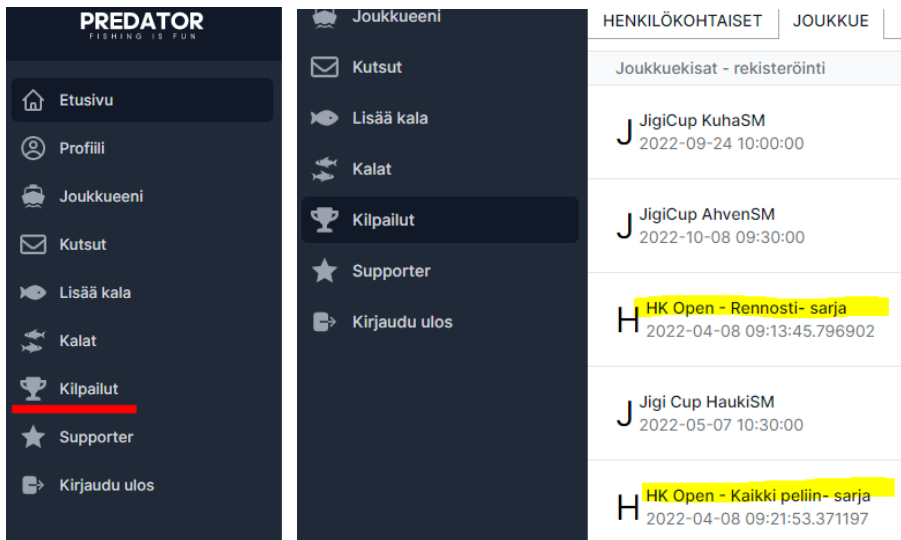 PREDATOR
FISHING IS FUN
Etusivu
Profiili
Joukkueeni
Kutsut
Lisää kala
Kalat
Kilpailut
Supporter
Kirjaudu ulos
Joukkueeni
Kutsut
Lisää kala
Kalat
Kilpailut
Supporter
Kirjaudu ulos
HENKILÖKOHTAISET JOUKKUE
Joukkuekisat - rekisteröinti
J JigiCup KuhaSM
2022-09-24 10:00:00
J JigiCup AhvenSM
2022-10-08 09:30:00
H HK Open - Rennosti- sarja
2022-04-08 09:13:45.796902
J Jigi Cup HaukiSM
2022-05-07 10:30:00
H HK Open - Kaikki peliin- sarja
2022-04-08 09:21:53.371197